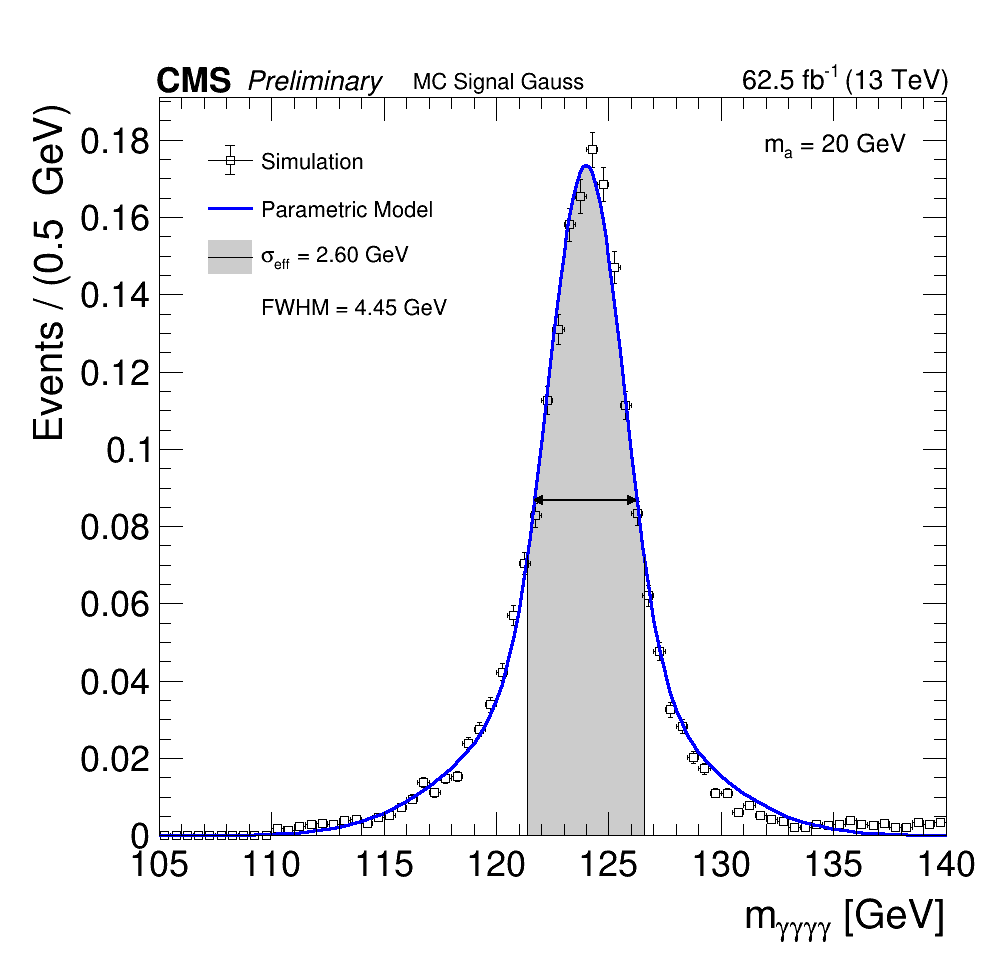 CMS Preliminary MC Signal Gauss 62.5 fb⁻¹ (13 TeV)
mₐ = 20 GeV
Simulation
Parametric Model
σeff = 2.60 GeV
FWHM = 4.45 GeV
Events / (0.5 GeV)
0.18
0.16
0.14
0.12
0.1
0.08
0.06
0.04
0.02
0
105 110 115 120 125 130 135 140
mγγγγ [GeV]